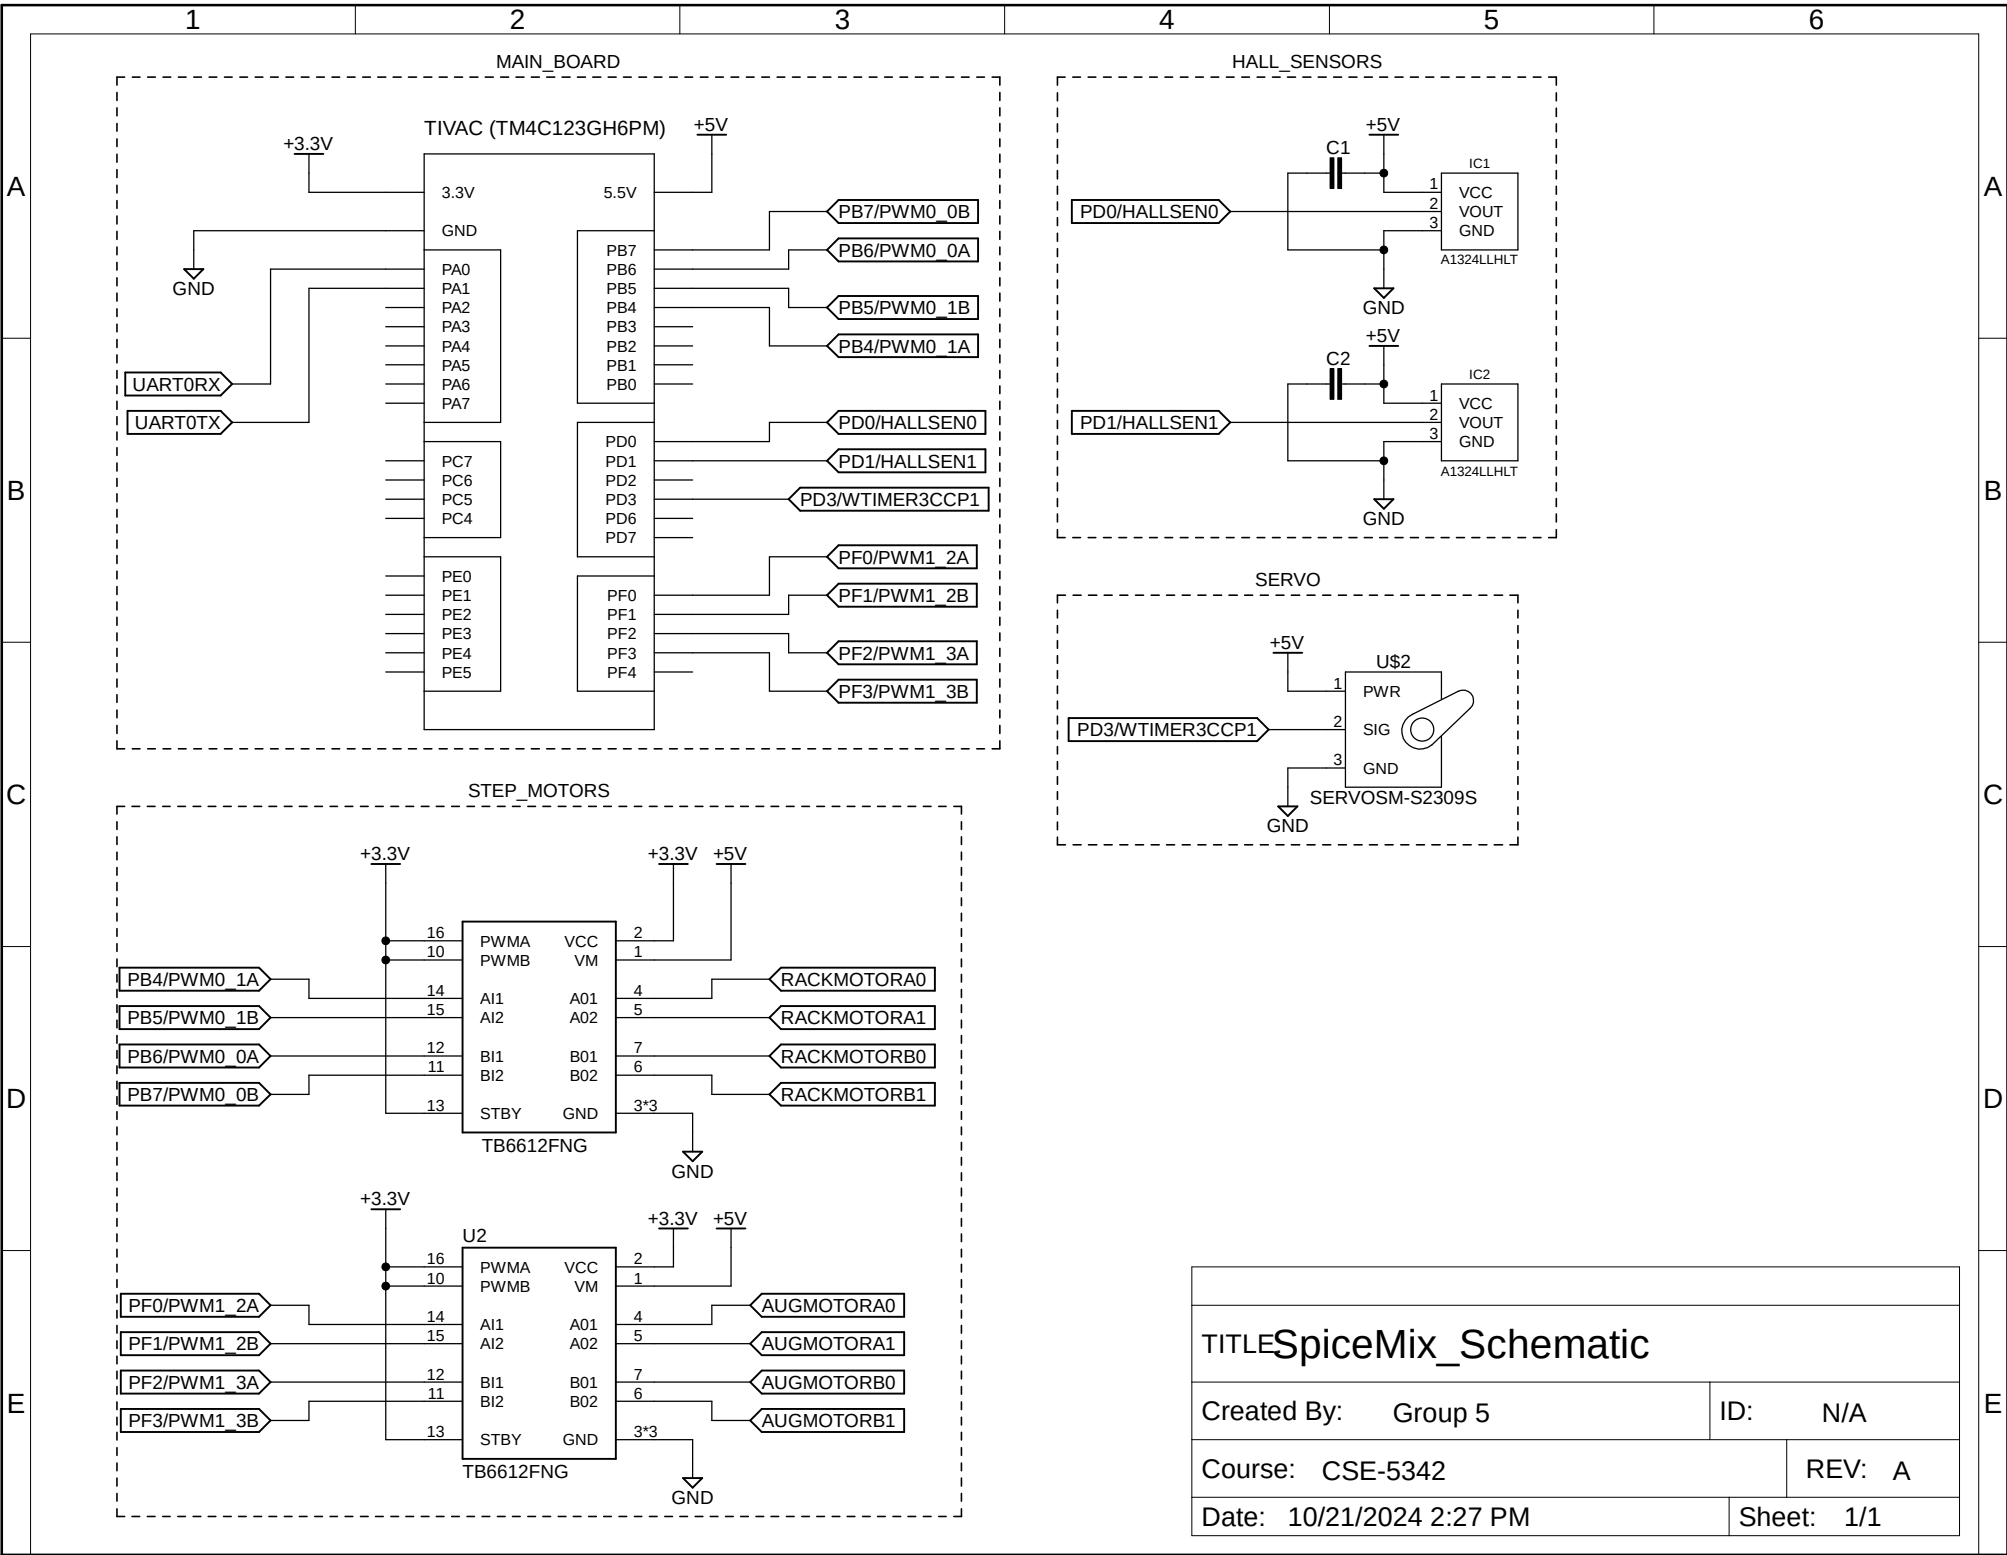 1 2 3 4 5 6
A A
B B
C C
D D
E E
MAIN_BOARD
TIVAC (TM4C123GH6PM)
+3.3V
+5V
3.3V
5.5V
GND
GND
PA0
PA1
PA2
PA3
PA4
PA5
PA6
PA7
PC7
PC6
PC5
PC4
PE0
PE1
PE2
PE3
PE4
PE5
PB7
PB6
PB5
PB4
PB3
PB2
PB1
PB0
PD0
PD1
PD2
PD3
PD6
PD7
PF0
PF1
PF2
PF3
PF4
UART0RX
UART0TX
PB7/PWM0_0B
PB6/PWM0_0A
PB5/PWM0_1B
PB4/PWM0_1A
PD0/HALLSEN0
PD1/HALLSEN1
PD3/WTIMER3CCP1
PF0/PWM1_2A
PF1/PWM1_2B
PF2/PWM1_3A
PF3/PWM1_3B
HALL_SENSORS
+5V
C1
IC1
PD0/HALLSEN0
1 VCC
2 VOUT
3 GND
A1324LLHLT
GND
+5V
C2
IC2
PD1/HALLSEN1
1 VCC
2 VOUT
3 GND
A1324LLHLT
GND
SERVO
+5V
U$2
1 PWR
PD3/WTIMER3CCP1
2 SIG
3 GND
SERVOSM-S2309S
GND
STEP_MOTORS
+3.3V
+3.3V +5V
16 PWMA VCC 2
10 PWMB VM 1
PB4/PWM0_1A
14 AI1 A01 4
RACKMOTORA0
PB5/PWM0_1B
15 AI2 A02 5
RACKMOTORA1
PB6/PWM0_0A
12 BI1 B01 7
RACKMOTORB0
11 BI2 B02 6
PB7/PWM0_0B
RACKMOTORB1
13 STBY GND 3*3
TB6612FNG
GND
+3.3V
+3.3V +5V
U2
16 PWMA VCC 2
10 PWMB VM 1
PF0/PWM1_2A
14 AI1 A01 4
AUGMOTORA0
PF1/PWM1_2B
15 AI2 A02 5
AUGMOTORA1
PF2/PWM1_3A
12 BI1 B01 7
AUGMOTORB0
11 BI2 B02 6
PF3/PWM1_3B
AUGMOTORB1
13 STBY GND 3*3
TB6612FNG
GND
TITLE SpiceMix_Schematic
Created By: Group 5 ID: N/A
Course: CSE-5342 REV: A
Date: 10/21/2024 2:27 PM Sheet: 1/1